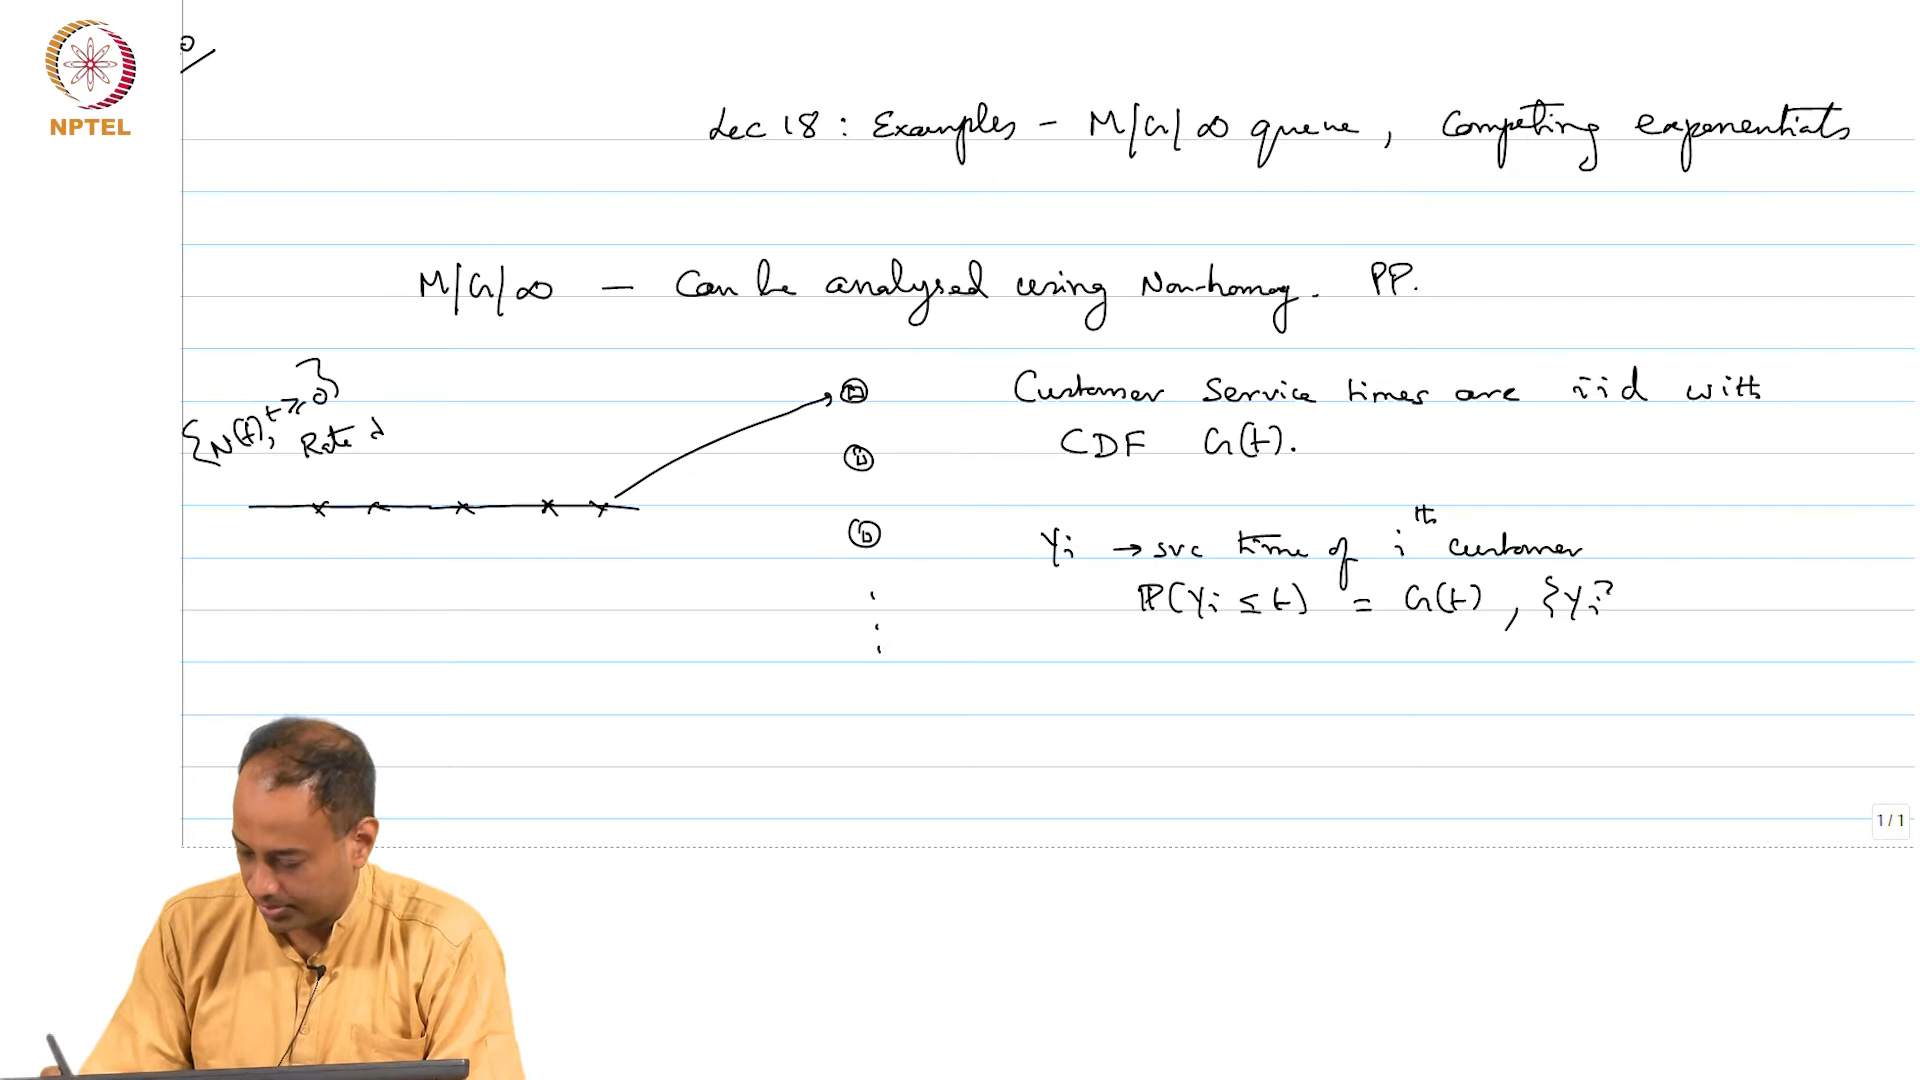 NPTEL
Lec 18 : Examples - M/G/∞ queue, Competing exponentials
M/G/∞ — Can be analysed using Non-homog. PP.
{N(t), t ≥ 0}
Rate λ
Customer service times are iid with
CDF G(t).
Yi → svc time of i th customer
P(Yi ≤ t) = G(t), {Yi}
1 / 1